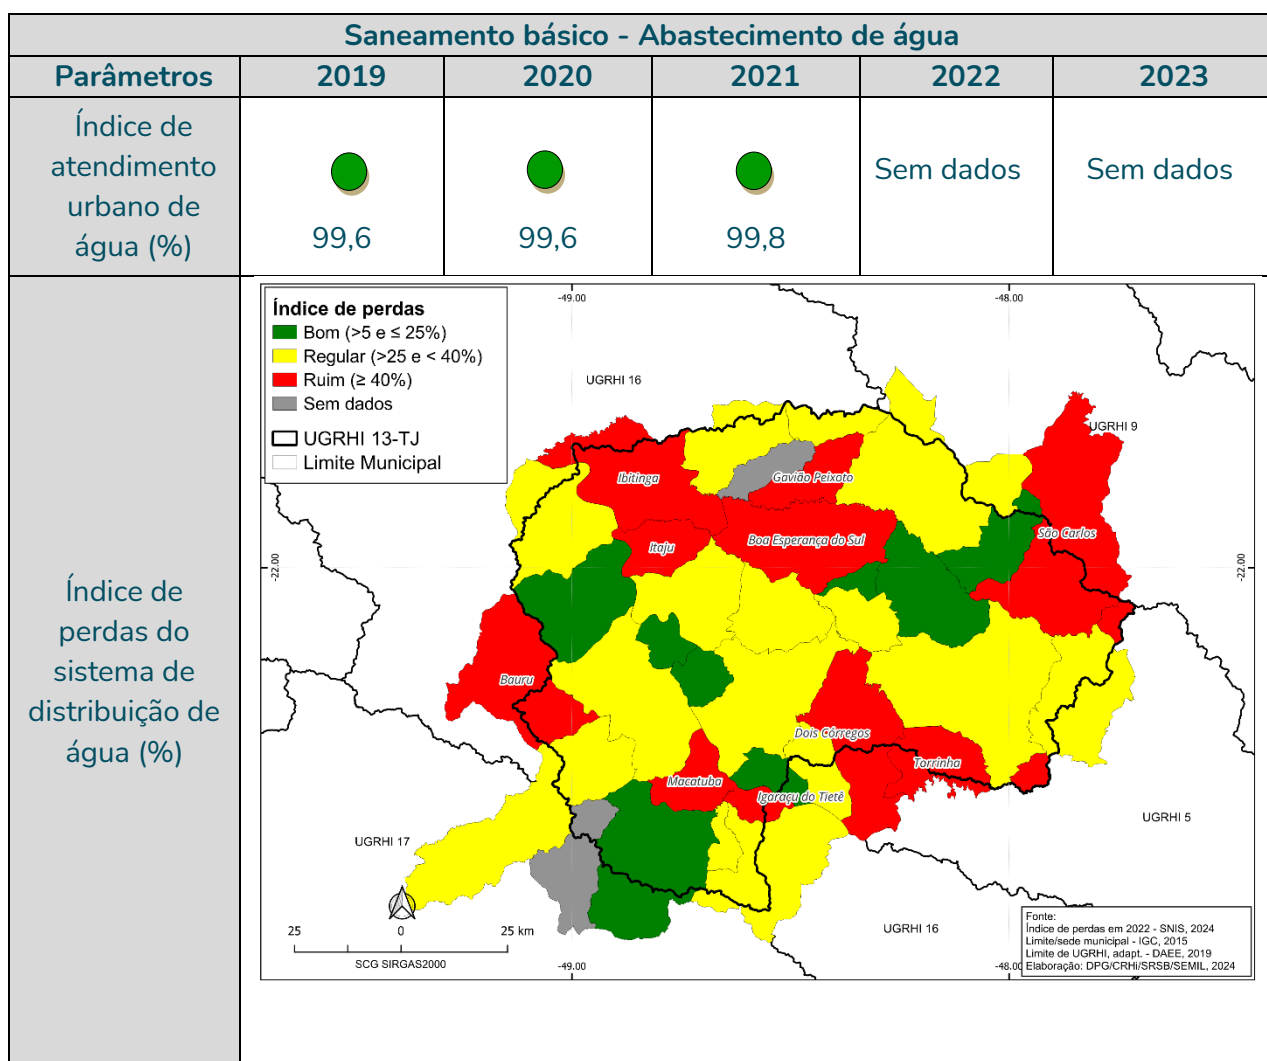 Saneamento básico - Abastecimento de água
Parâmetros 2019 2020 2021 2022 2023
Índice de
atendimento
urbano de
água (%)
99,6
99,6
99,8
Sem dados
Sem dados
Índice de
perdas do
sistema de
distribuição de
água (%)
Índice de perdas
Bom (>5 e ≤ 25%)
Regular (>25 e < 40%)
Ruim (≥ 40%)
Sem dados
UGRHI 13-TJ
Limite Municipal
-49.00
-48.00
UGRHI 16
UGRHI 9
Ibitinga
Gavião Peixoto
Itaju
Boa Esperança do Sul
São Carlos
-22.00
-22.00
Bauru
Dois Córregos
Torrinha
Macatuba
Igaraçu do Tietê
UGRHI 5
UGRHI 17
UGRHI 16
25
0
25 km
SCG SIRGAS2000
-49.00
-48.00
Fonte:
Índice de perdas em 2022 - SNIS, 2024
Limite/sede municipal - IGC, 2015
Limite de UGRHI, adapt. - DAEE, 2019
Elaboração: DPG/CRHi/SRSB/SEMIL, 2024